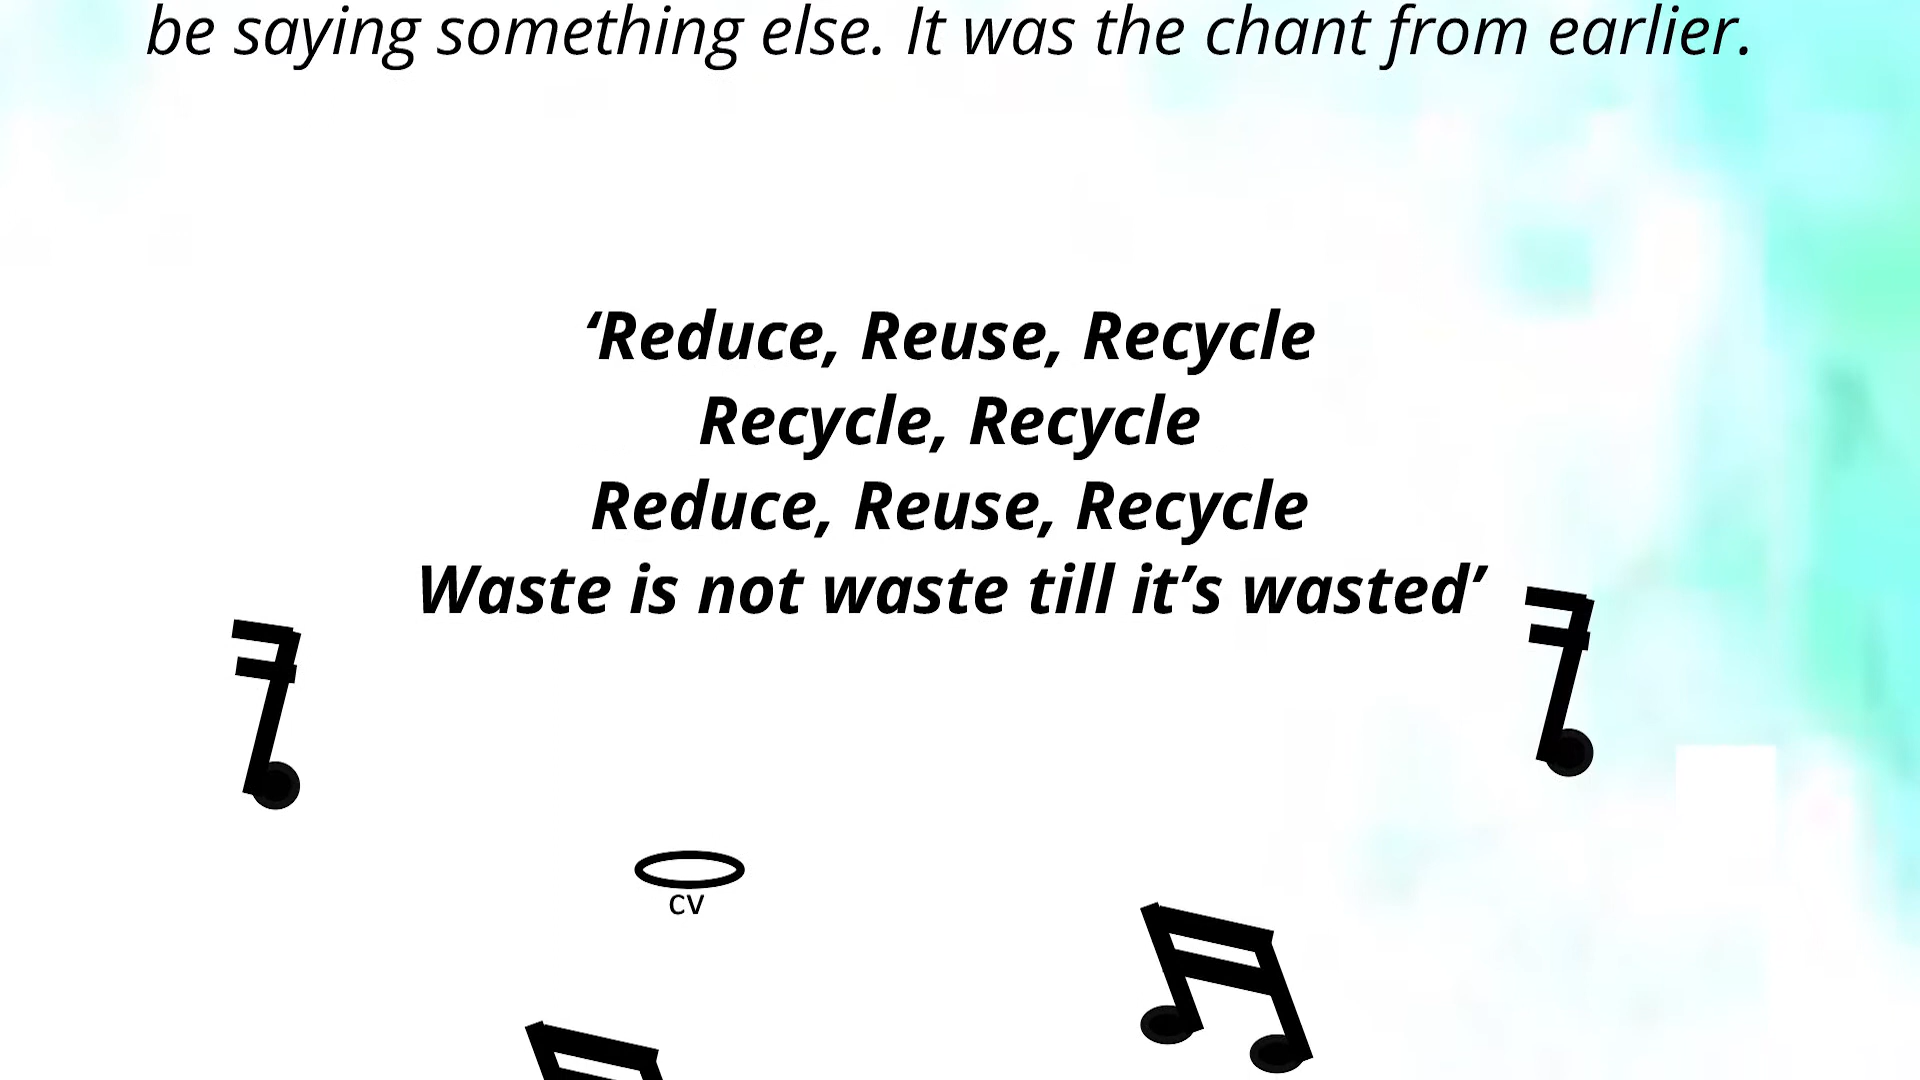 be saying something else. It was the chant from earlier.
‘Reduce, Reuse, Recycle
Recycle, Recycle
Reduce, Reuse, Recycle
Waste is not waste till it’s wasted’
cv